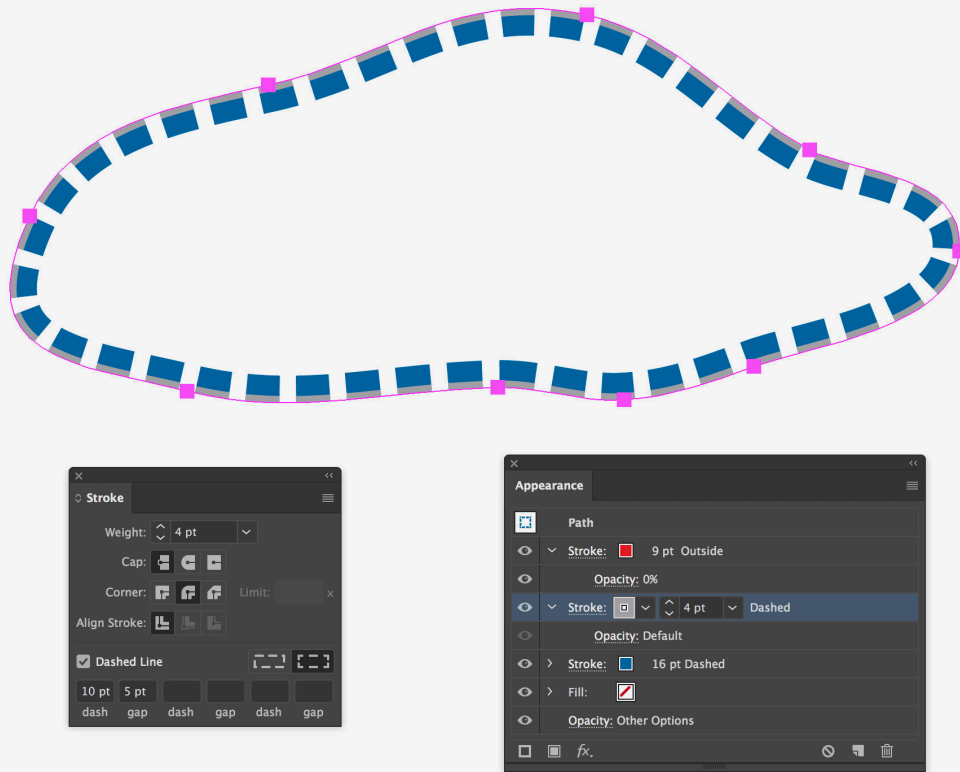 Stroke
Weight: 4 pt
Cap:
Corner: Limit: x
Align Stroke:
Dashed Line
10 pt 5 pt
dash gap dash gap dash gap
Appearance
Path
Stroke: 9 pt Outside
Opacity: 0%
Stroke: 4 pt Dashed
Opacity: Default
Stroke: 16 pt Dashed
Fill:
Opacity: Other Options
fx.